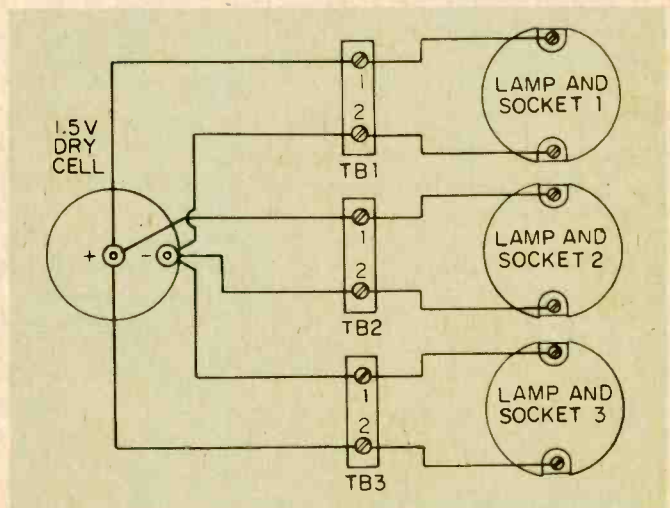 1.5V
DRY
CELL
+
-
1
2
TB1
LAMP AND
SOCKET 1
1
2
TB2
LAMP AND
SOCKET 2
1
2
TB3
LAMP AND
SOCKET 3